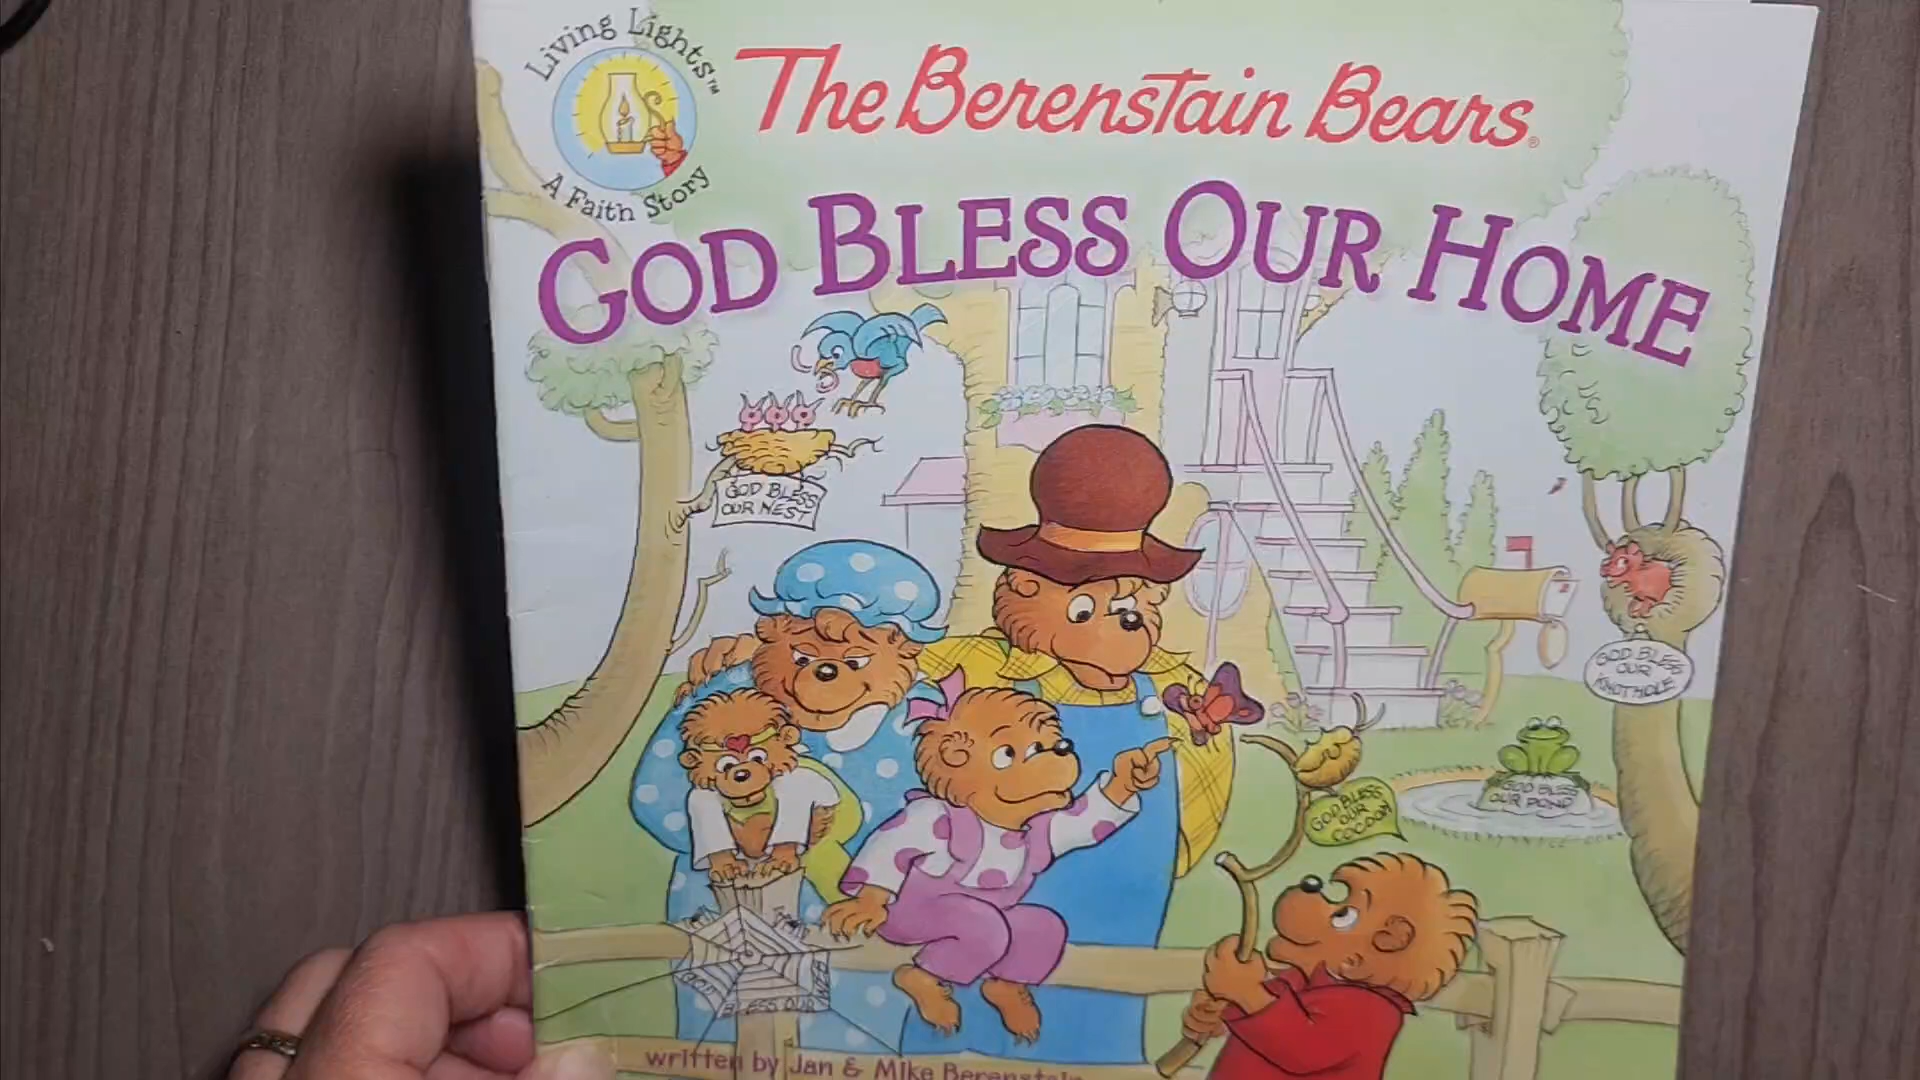 Living Lights™
A Faith Story
The Berenstain Bears®
GOD BLESS OUR HOME
GOD BLESS
OUR NEST
GOD BLESS
OUR
KNOTHOLE
GOD BLESS
OUR POND
GOD BLESS
OUR
COCOON
GOD BLESS OUR WEB
written by Jan & Mike Berenstain